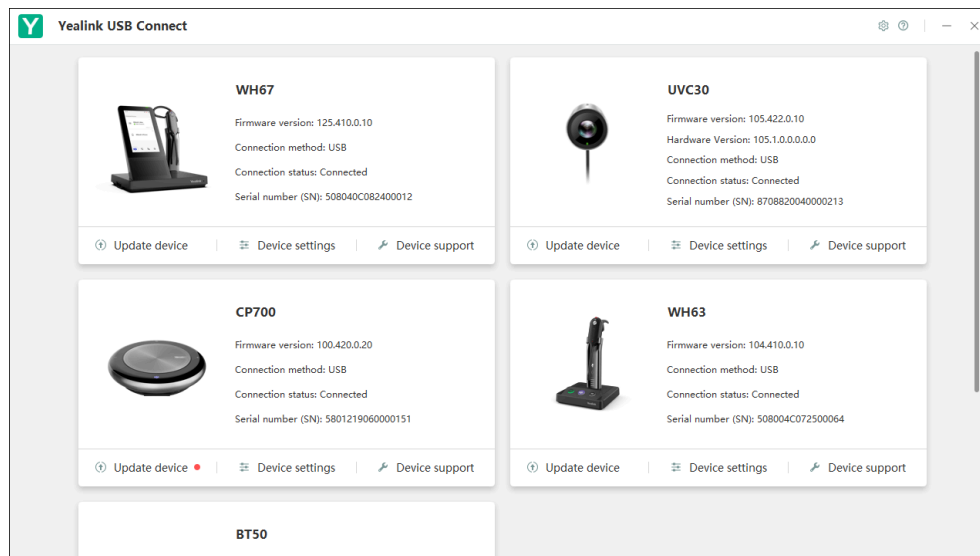 Yealink USB Connect
WH67
Firmware version: 125.410.0.10
Connection method: USB
Connection status: Connected
Serial number (SN): 508040C082400012
Update device
Device settings
Device support
UVC30
Firmware version: 105.422.0.10
Hardware Version: 105.1.0.0.0.0.0
Connection method: USB
Connection status: Connected
Serial number (SN): 8708820040000213
Update device
Device settings
Device support
CP700
Firmware version: 100.420.0.20
Connection method: USB
Connection status: Connected
Serial number (SN): 5801219060000151
Update device
Device settings
Device support
WH63
Firmware version: 104.410.0.10
Connection method: USB
Connection status: Connected
Serial number (SN): 508004C072500064
Update device
Device settings
Device support
BT50